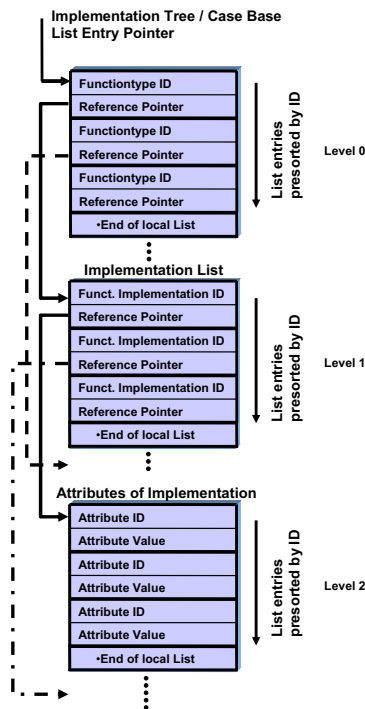 Implementation Tree / Case Base
List Entry Pointer
Functiontype ID
Reference Pointer
Functiontype ID
Reference Pointer
Functiontype ID
Reference Pointer
•End of local List
List entries
presorted by ID
Level 0
Implementation List
Funct. Implementation ID
Reference Pointer
Funct. Implementation ID
Reference Pointer
Funct. Implementation ID
Reference Pointer
•End of local List
List entries
presorted by ID
Level 1
Attributes of Implementation
Attribute ID
Attribute Value
Attribute ID
Attribute Value
Attribute ID
Attribute Value
•End of local List
List entries
presorted by ID
Level 2